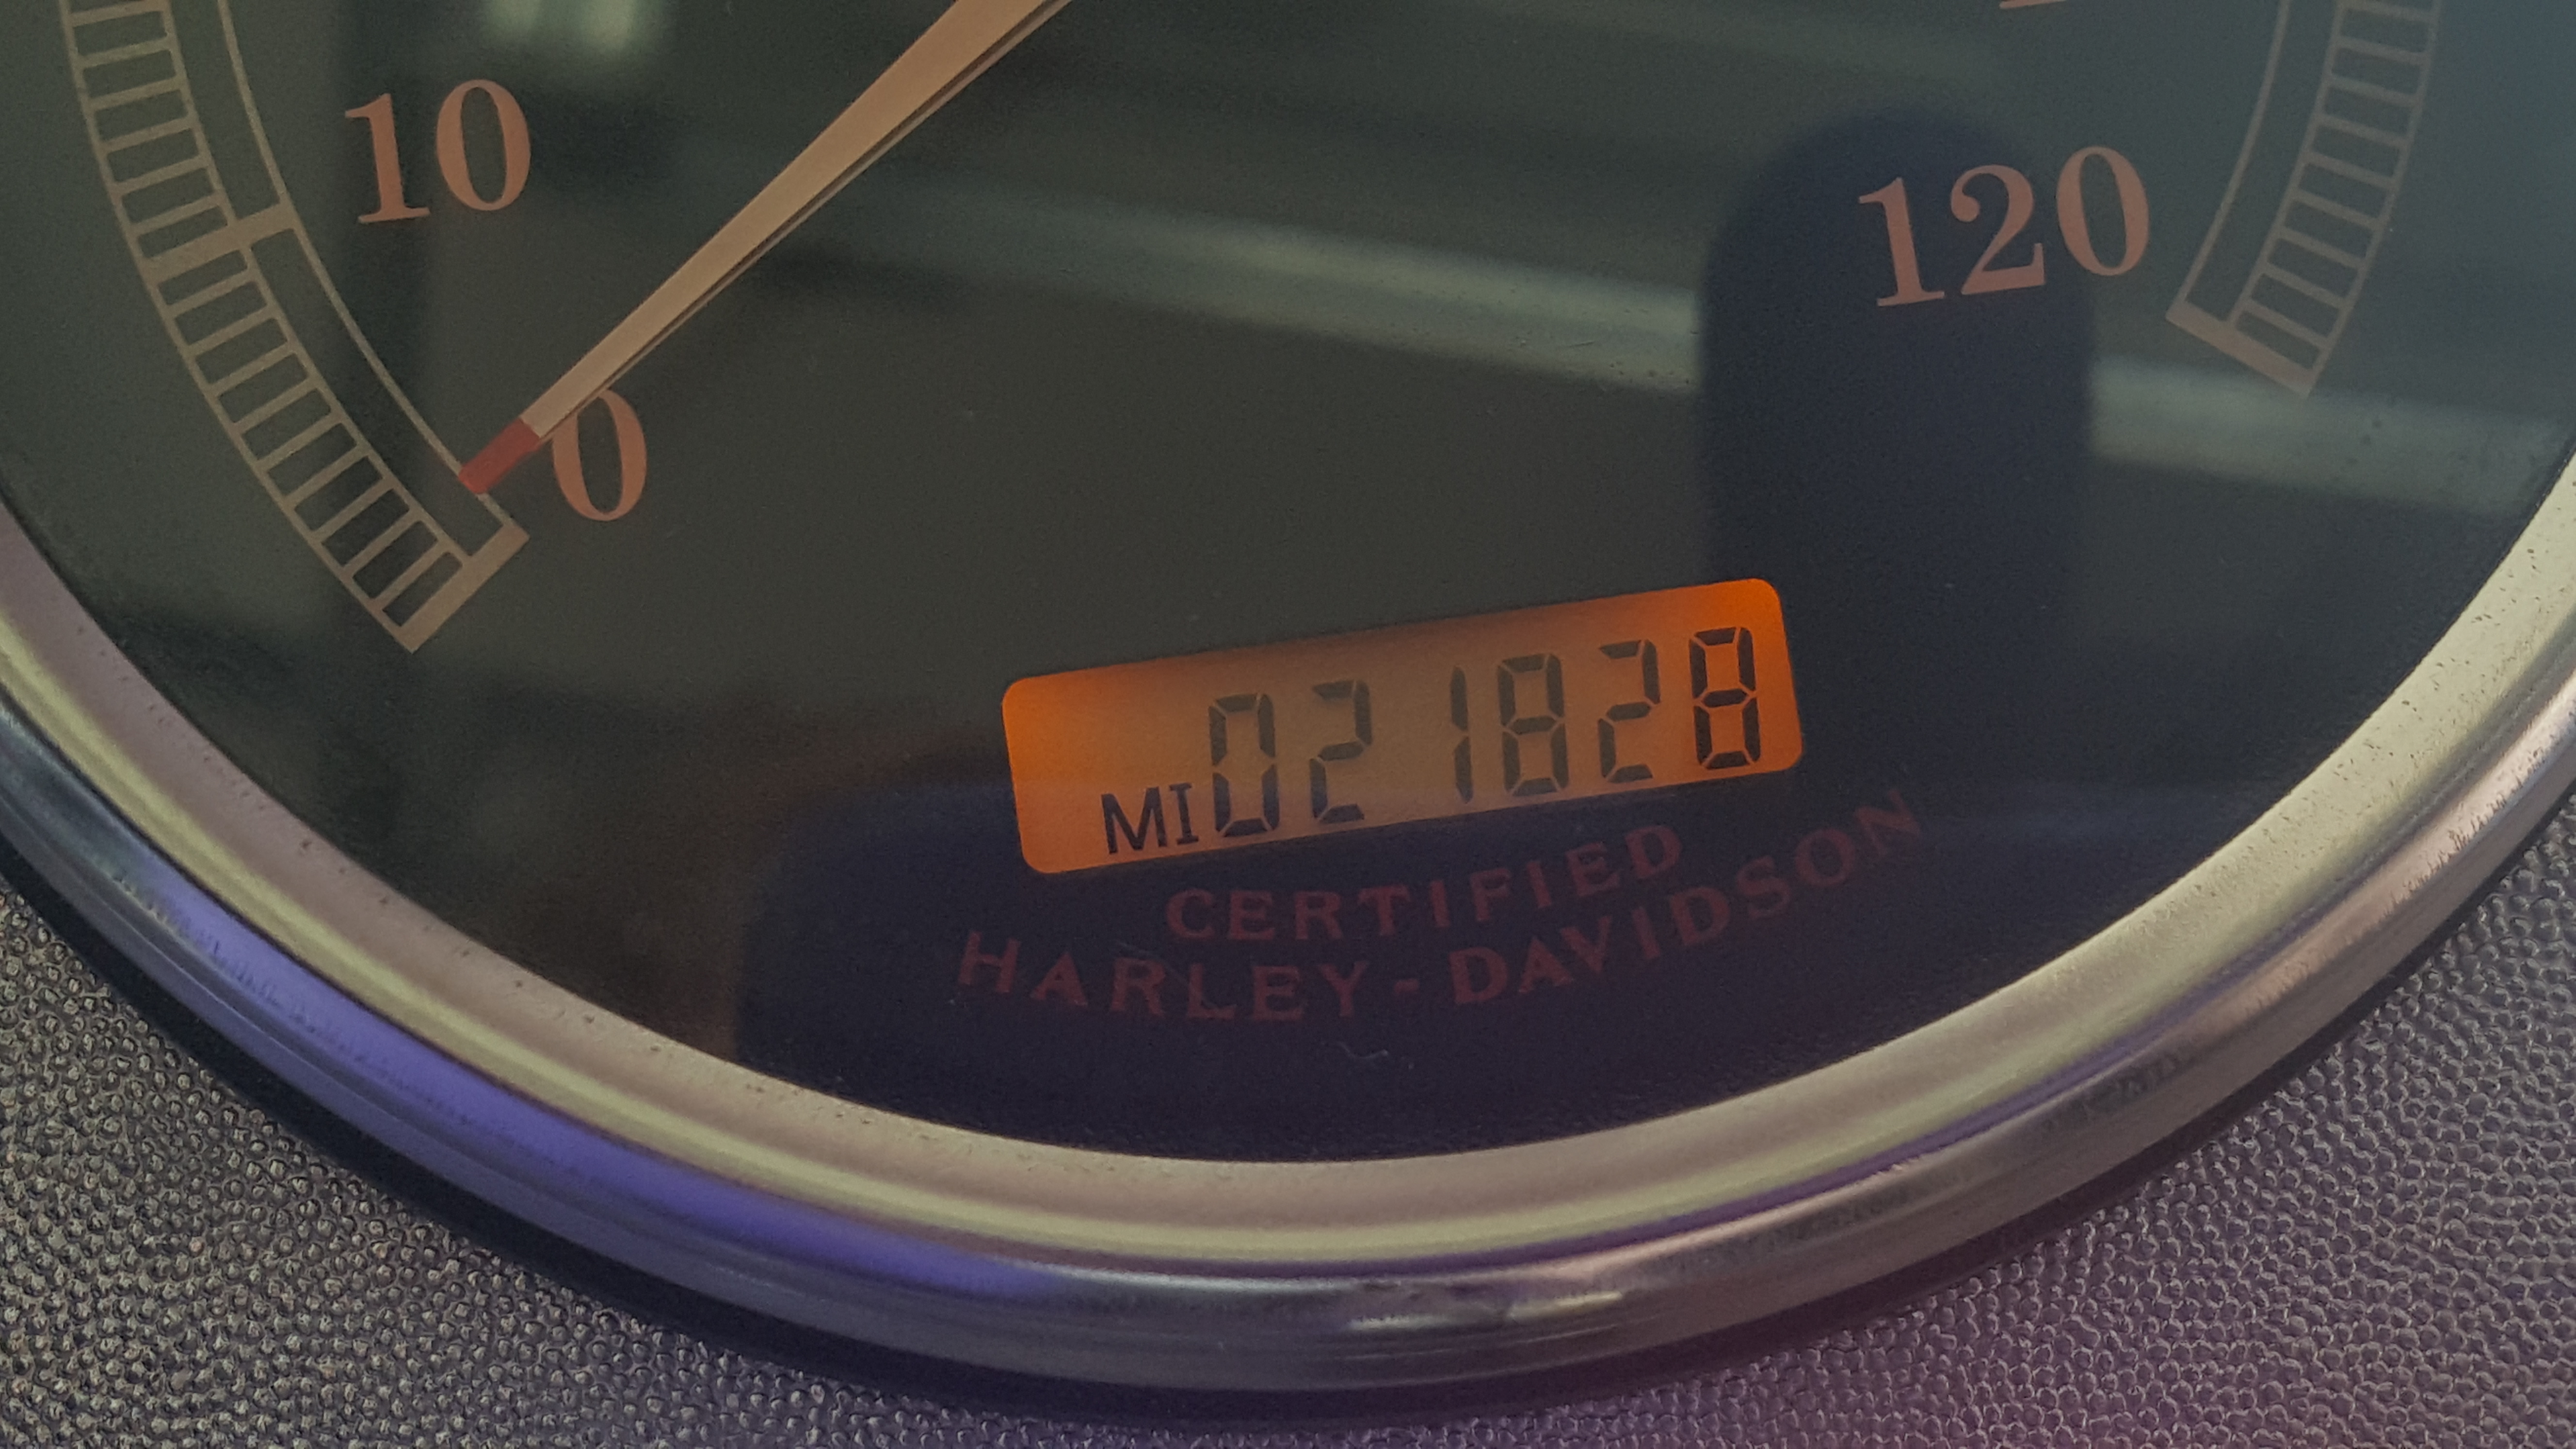 10
120
0
MI 021828
CERTIFIED
HARLEY-DAVIDSON